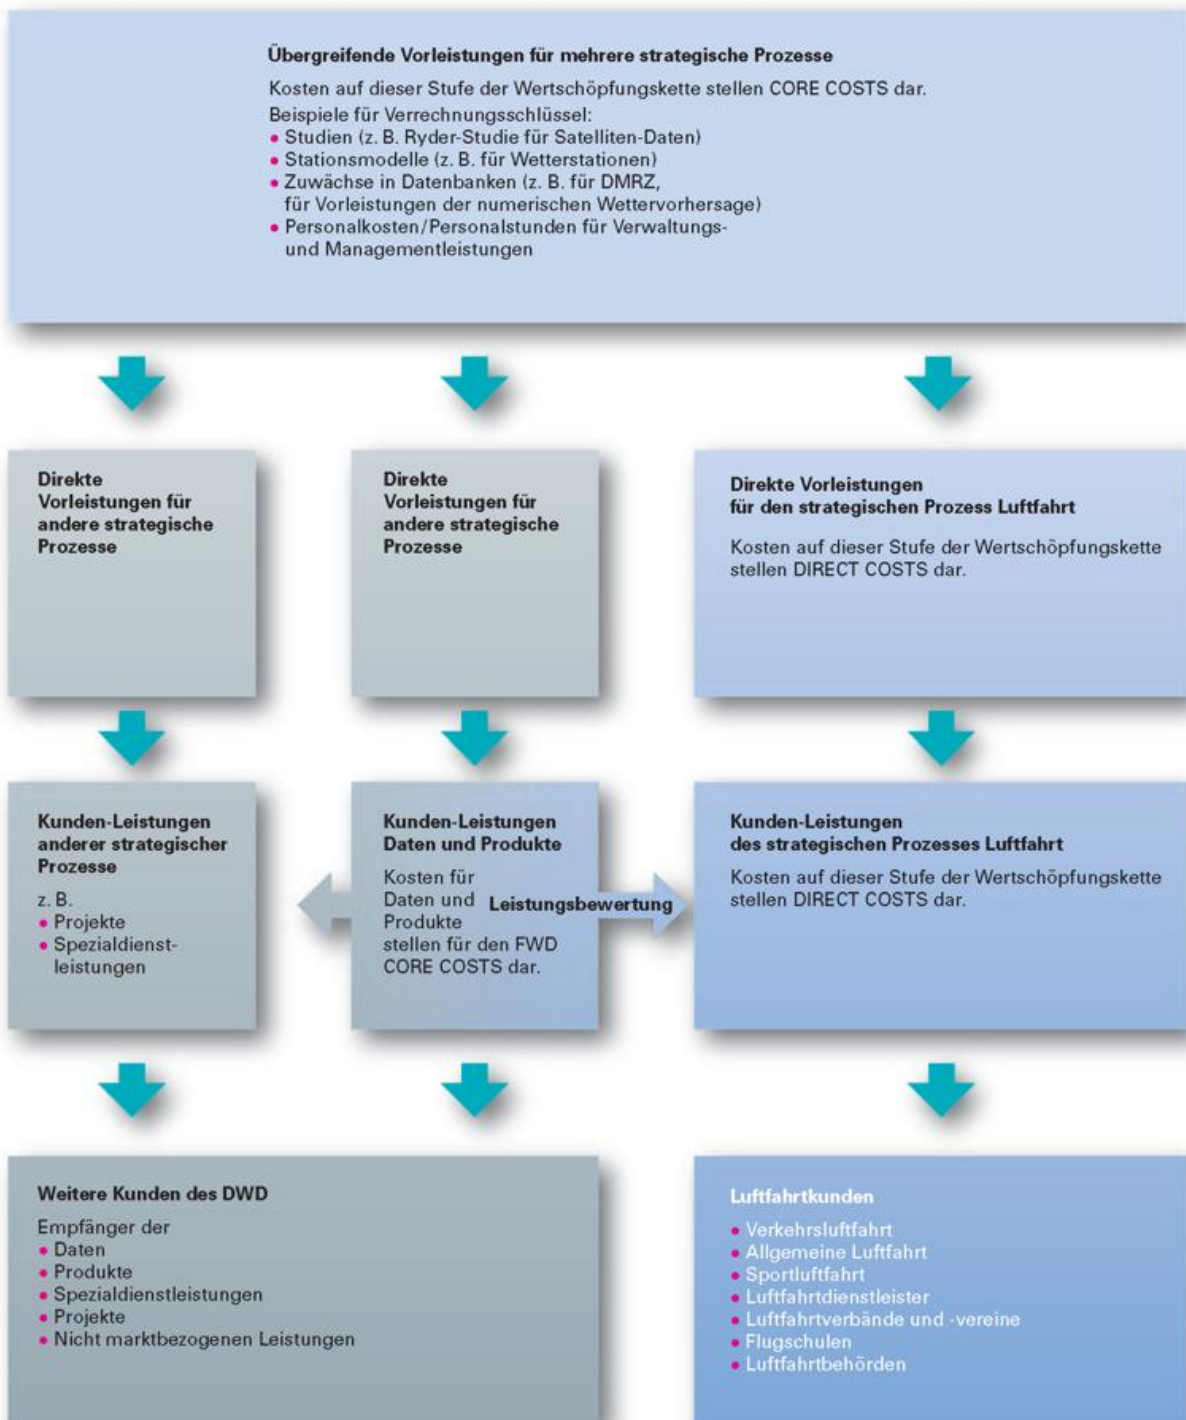 Übergreifende Vorleistungen für mehrere strategische Prozesse
Kosten auf dieser Stufe der Wertschöpfungskette stellen CORE COSTS dar.
Beispiele für Verrechnungsschlüssel:
• Studien (z. B. Ryder-Studie für Satelliten-Daten)
• Stationsmodelle (z. B. für Wetterstationen)
• Zuwächse in Datenbanken (z. B. für DMRZ,
für Vorleistungen der numerischen Wettervorhersage)
• Personalkosten/Personalstunden für Verwaltungs-
und Managementleistungen
Direkte
Vorleistungen für
andere strategische
Prozesse
Direkte
Vorleistungen für
andere strategische
Prozesse
Direkte Vorleistungen
für den strategischen Prozess Luftfahrt
Kosten auf dieser Stufe der Wertschöpfungskette
stellen DIRECT COSTS dar.
Kunden-Leistungen
anderer strategischer
Prozesse
z. B.
• Projekte
• Spezialdienst-
leistungen
Kunden-Leistungen
Daten und Produkte
Kosten für
Daten und
Produkte
stellen für den FWD
CORE COSTS dar.
Leistungsbewertung
Kunden-Leistungen
des strategischen Prozesses Luftfahrt
Kosten auf dieser Stufe der Wertschöpfungskette
stellen DIRECT COSTS dar.
Weitere Kunden des DWD
Empfänger der
• Daten
• Produkte
• Spezialdienstleistungen
• Projekte
• Nicht marktbezogenen Leistungen
Luftfahrtkunden
• Verkehrsluftfahrt
• Allgemeine Luftfahrt
• Sportluftfahrt
• Luftfahrtdienstleister
• Luftfahrtverbände und -vereine
• Flugschulen
• Luftfahrtbehörden